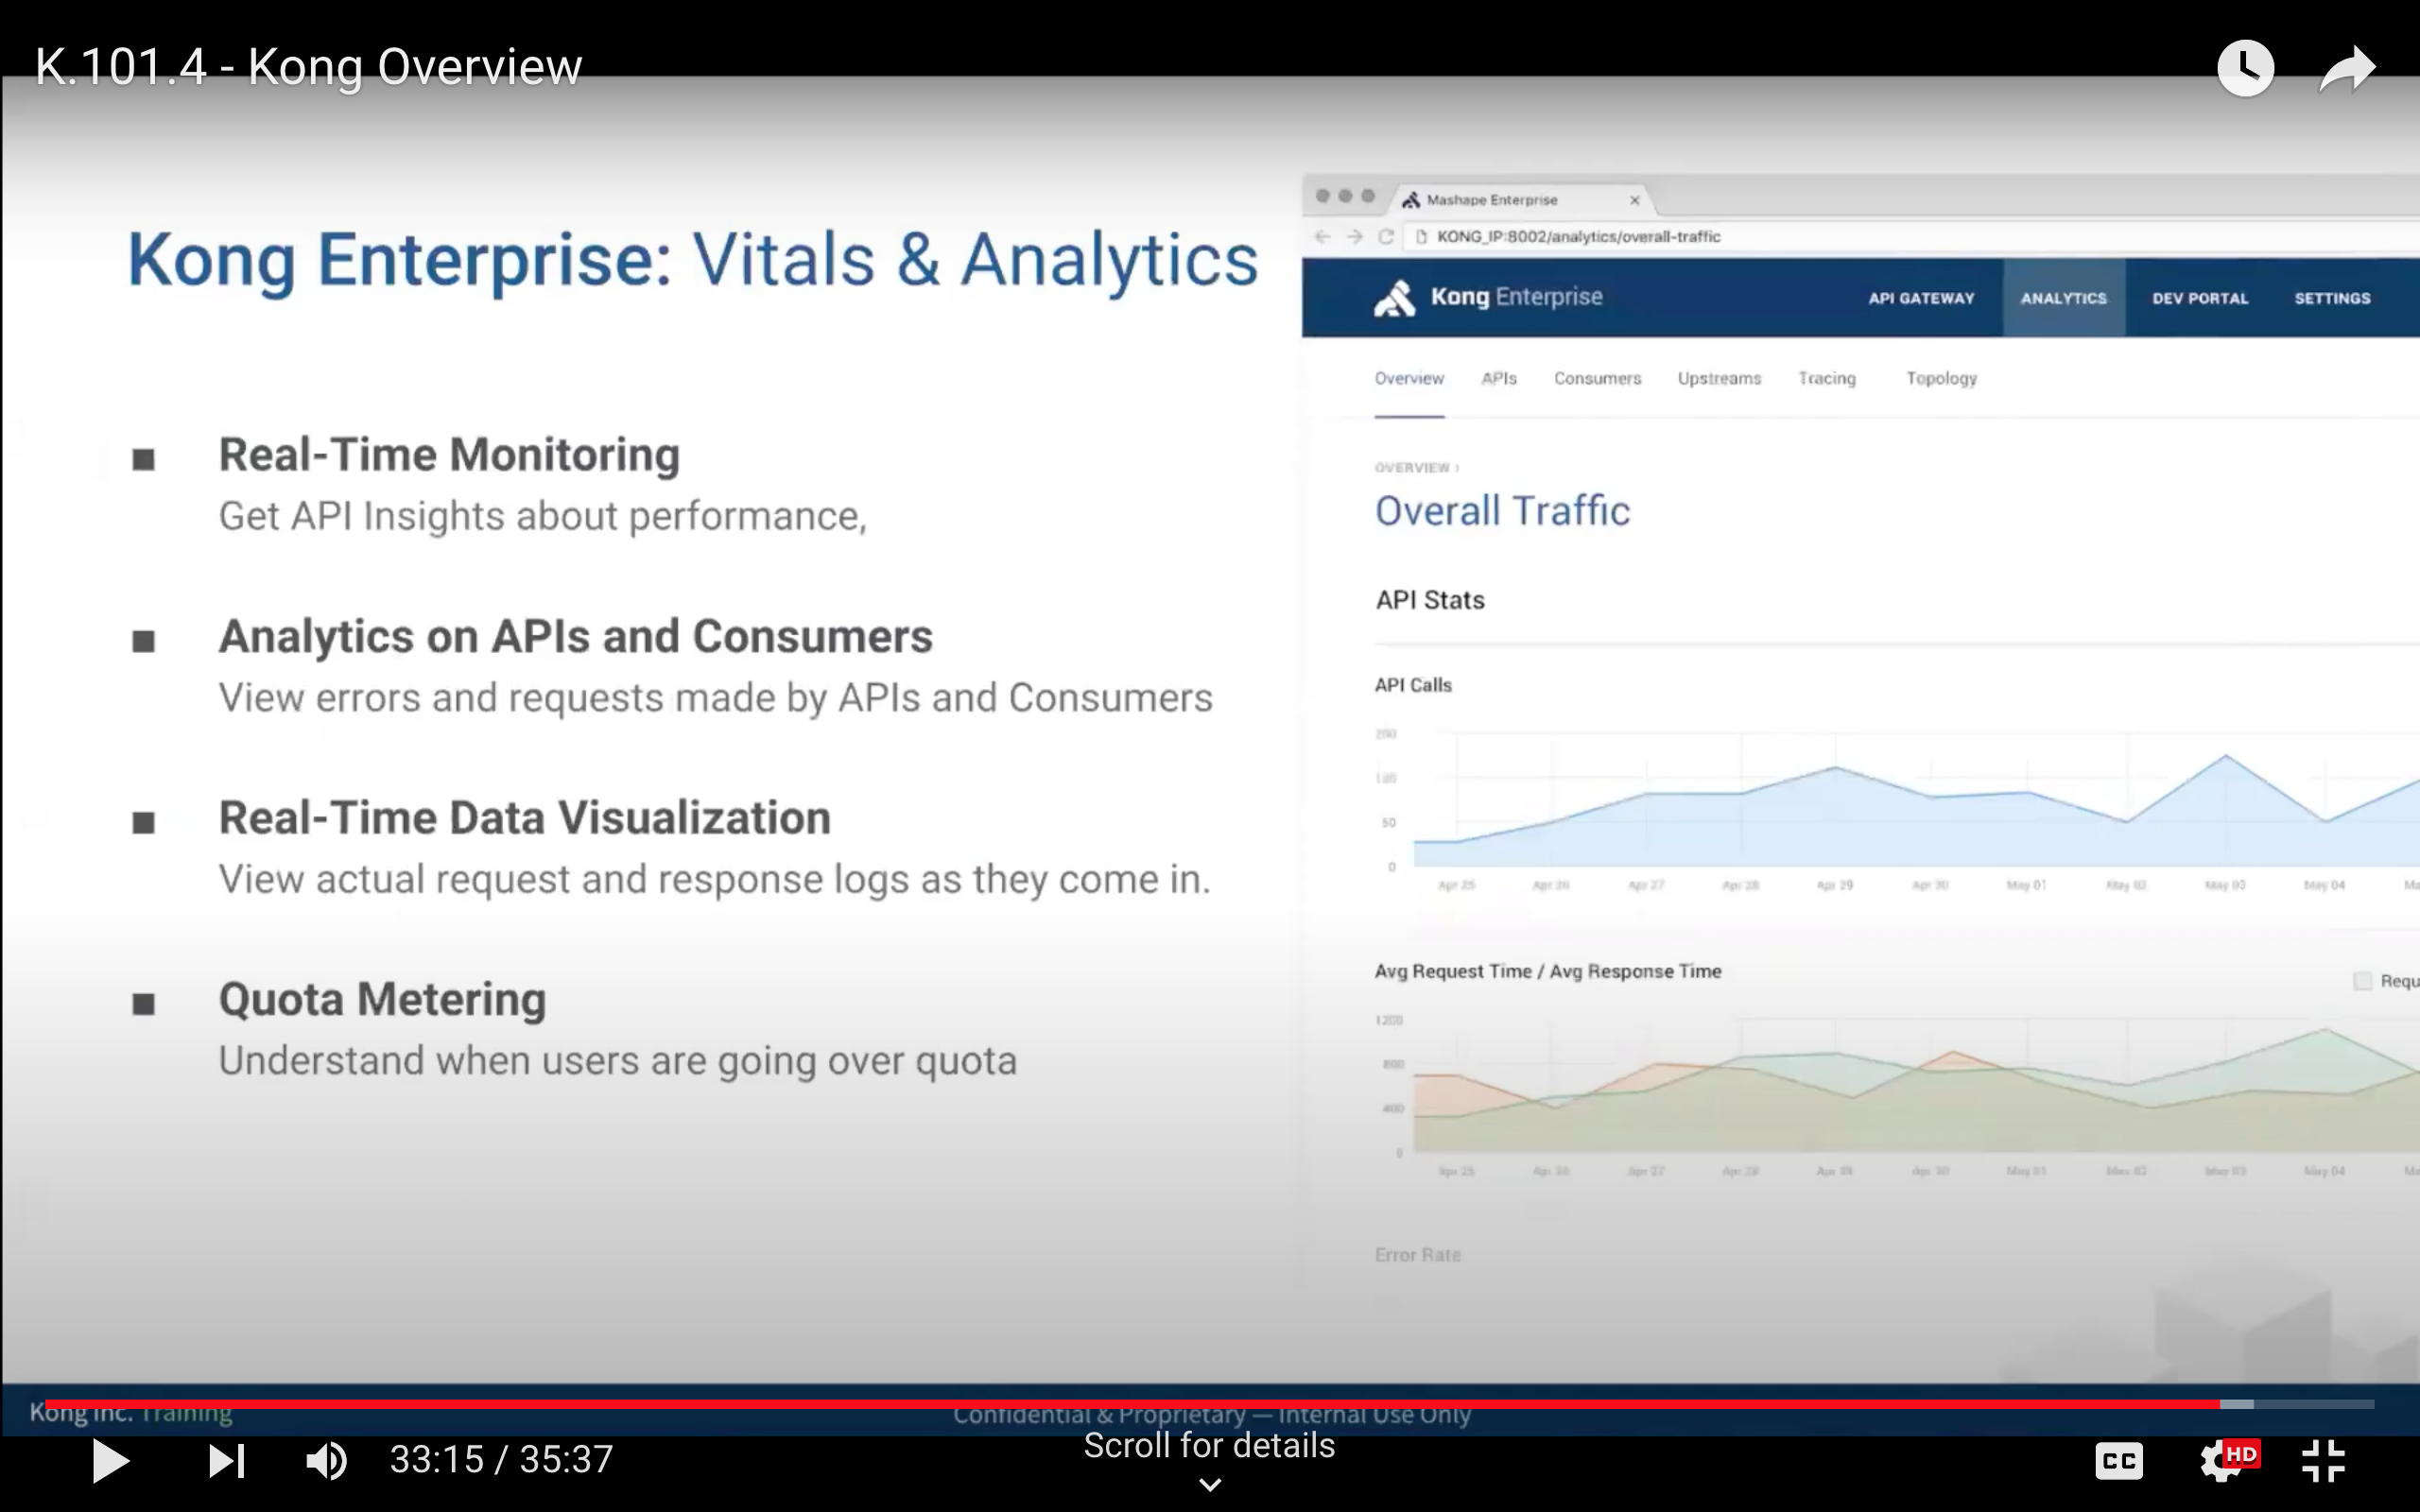 K.101.4 - Kong Overview
Kong Enterprise: Vitals & Analytics
■ Real-Time Monitoring
Get API Insights about performance,
■ Analytics on APIs and Consumers
View errors and requests made by APIs and Consumers
■ Real-Time Data Visualization
View actual request and response logs as they come in.
■ Quota Metering
Understand when users are going over quota
Mashape Enterprise
KONG_IP:8002/analytics/overall-traffic
Kong Enterprise API GATEWAY ANALYTICS DEV PORTAL SETTINGS
Overview APIs Consumers Upstreams Tracing Topology
OVERVIEW ›
Overall Traffic
API Stats
API Calls
200
50
0
Apr 25 Apr 26 Apr 27 Apr 28 Apr 29 Apr 30 May 01 May 02 May 03 May 04
Avg Request Time / Avg Response Time
Requ
1200
800
400
0
Apr 25 Apr 26 Apr 27 Apr 28 Apr 29 Apr 30 May 01 May 02 May 03 May 04
Error Rate
Kong Inc. Training
Confidential & Proprietary — Internal Use Only
Scroll for details
33:15 / 35:37
CC
HD